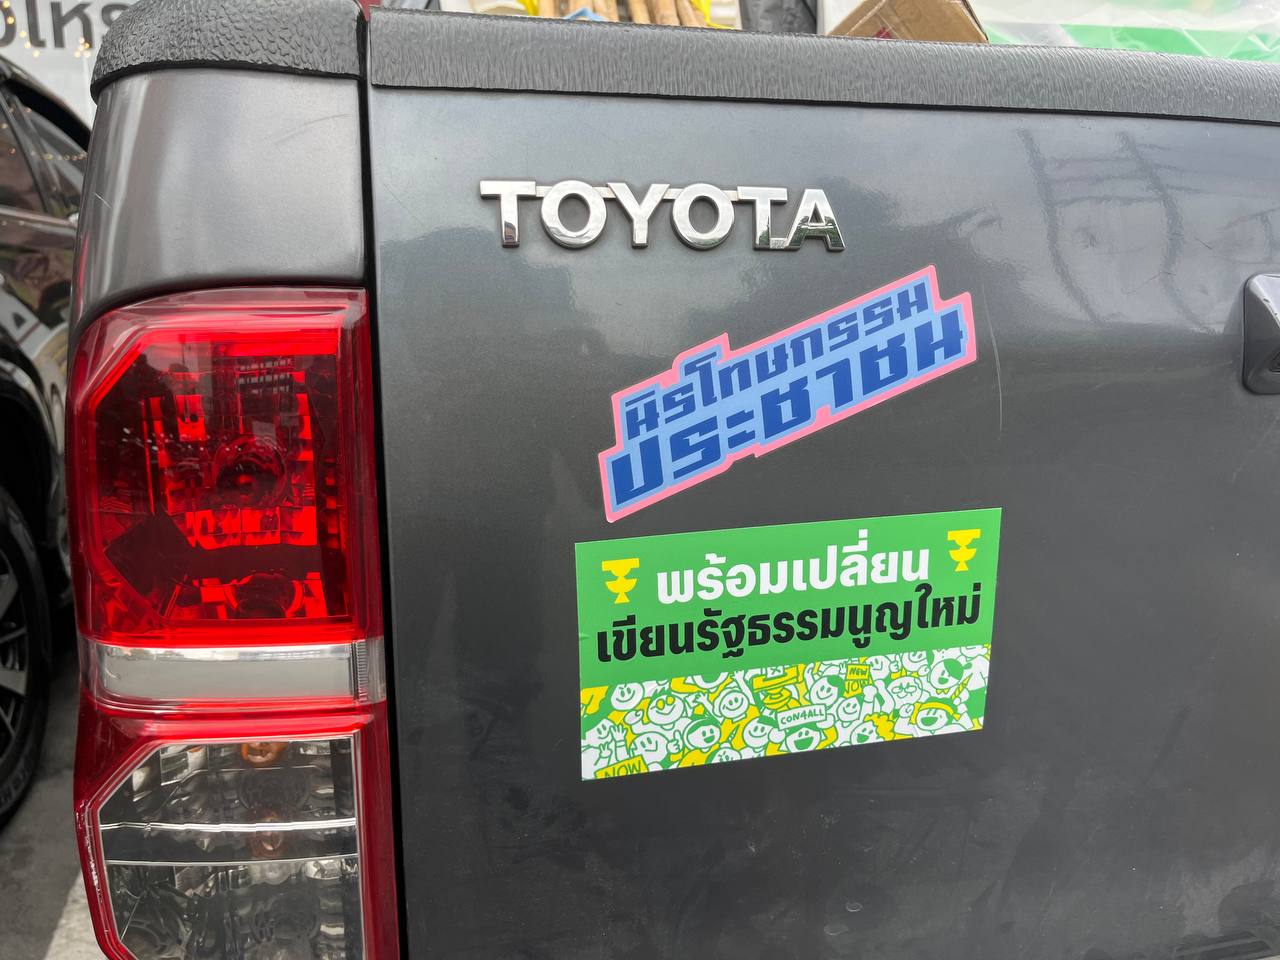 TOYOTA
นิรโทษกรรม
ประชาชน
พร้อมเปลี่ยน
เขียนรัฐธรรมนูญใหม่
NEW
NOW
CON4ALL
NOW